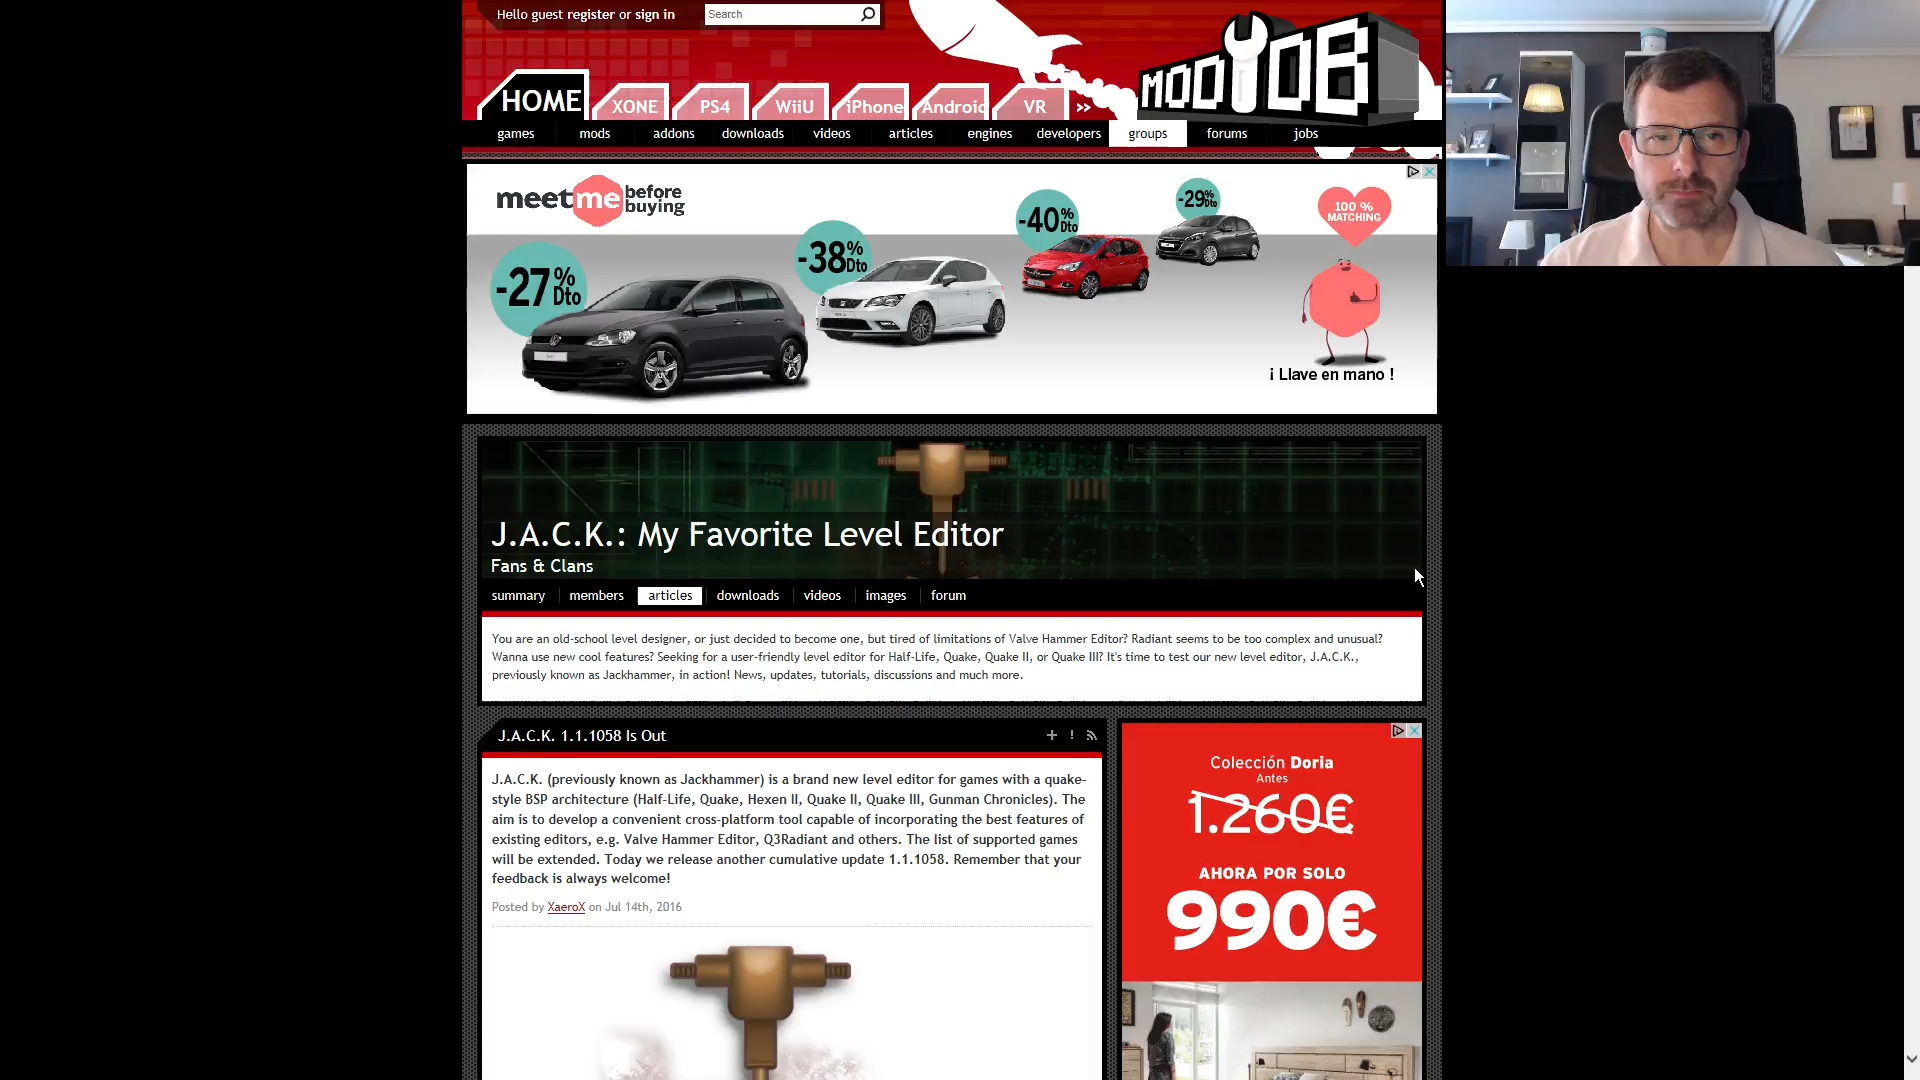 Hello guest register or sign in
Search
MODDB
HOME
XONE
PS4
WiiU
iPhone
Android
VR
>>
games
mods
addons
downloads
videos
articles
engines
developers
groups
forums
jobs
meetme before buying
-27% Dto
-38% Dto
-40% Dto
-29% Dto
100 % MATCHING
¡ Llave en mano !
J.A.C.K.: My Favorite Level Editor
Fans & Clans
summary
members
articles
downloads
videos
images
forum
You are an old-school level designer, or just decided to become one, but tired of limitations of Valve Hammer Editor? Radiant seems to be too complex and unusual?
Wanna use new cool features? Seeking for a user-friendly level editor for Half-Life, Quake, Quake II, or Quake III? It's time to test our new level editor, J.A.C.K.,
previously known as Jackhammer, in action! News, updates, tutorials, discussions and much more.
J.A.C.K. 1.1.1058 Is Out
J.A.C.K. (previously known as Jackhammer) is a brand new level editor for games with a quake-
style BSP architecture (Half-Life, Quake, Hexen II, Quake II, Quake III, Gunman Chronicles). The
aim is to develop a convenient cross-platform tool capable of incorporating the best features of
existing editors, e.g. Valve Hammer Editor, Q3Radiant and others. The list of supported games
will be extended. Today we release another cumulative update 1.1.1058. Remember that your
feedback is always welcome!
Posted by XaeroX on Jul 14th, 2016
Colección Doria
Antes
1.260€
AHORA POR SOLO
990€